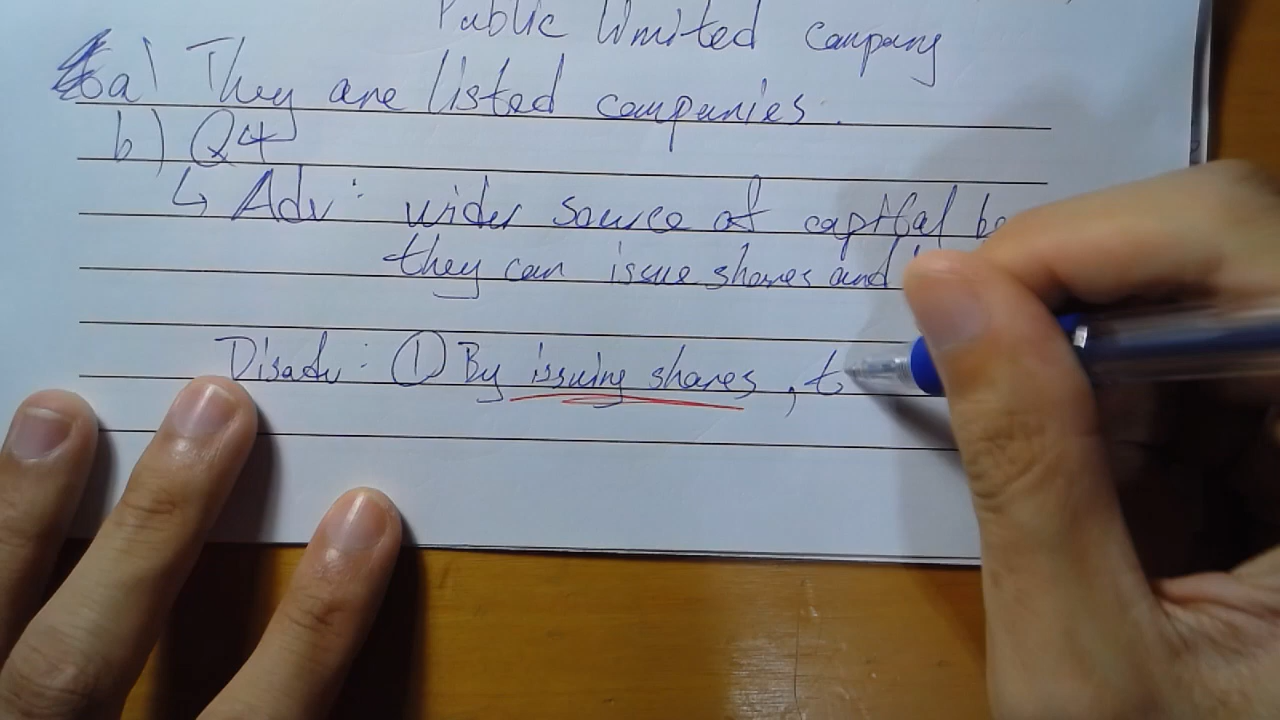 Public limited company
6a) They are listed companies.
b) Q4
↳ Adv: wider source of capital
they can issue shares and
Disadv: ① By issuing shares, t